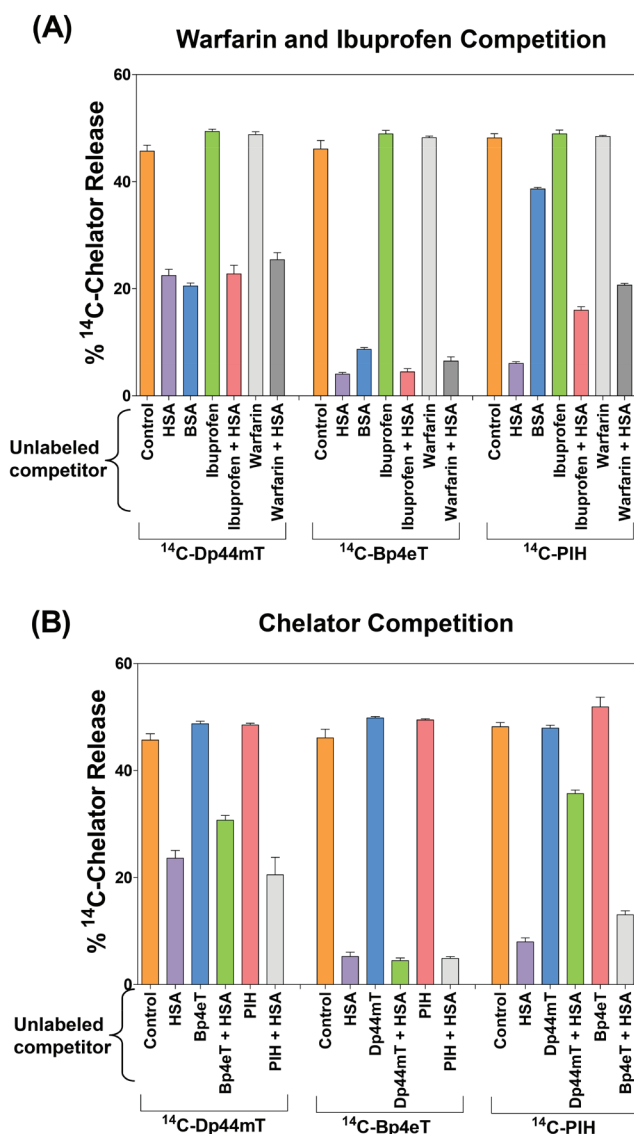 (A)
Warfarin and Ibuprofen Competition
% ¹⁴C-Chelator Release
60
40
20
0
Unlabeled
competitor
Control
HSA
BSA
Ibuprofen
Ibuprofen + HSA
Warfarin
Warfarin + HSA
Control
HSA
BSA
Ibuprofen
Ibuprofen + HSA
Warfarin
Warfarin + HSA
Control
HSA
BSA
Ibuprofen
Ibuprofen + HSA
Warfarin
Warfarin + HSA
¹⁴C-Dp44mT
¹⁴C-Bp4eT
¹⁴C-PIH
(B)
Chelator Competition
% ¹⁴C-Chelator Release
60
40
20
0
Unlabeled
competitor
Control
HSA
Bp4eT
Bp4eT + HSA
PIH
PIH + HSA
Control
HSA
Dp44mT
Dp44mT + HSA
PIH
PIH + HSA
Control
HSA
Dp44mT
Dp44mT + HSA
Bp4eT
Bp4eT + HSA
¹⁴C-Dp44mT
¹⁴C-Bp4eT
¹⁴C-PIH